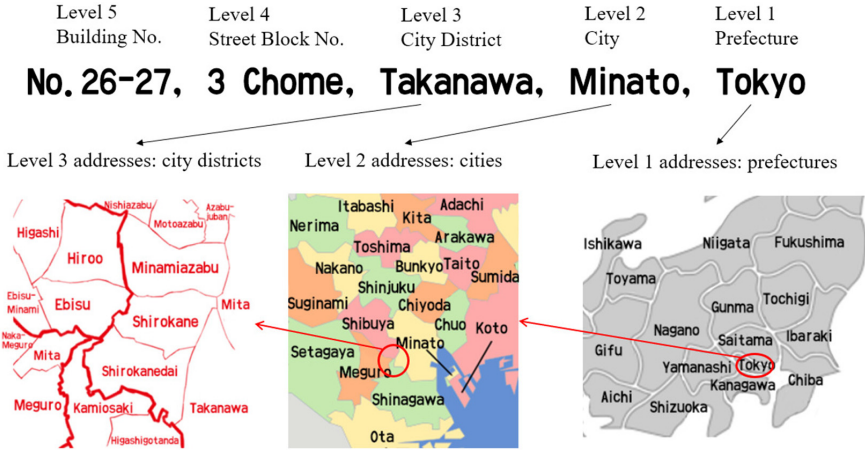 Level 5
Building No.
Level 4
Street Block No.
Level 3
City District
Level 2
City
Level 1
Prefecture
No. 26-27, 3 Chome, Takanawa, Minato, Tokyo
Level 3 addresses: city districts
Level 2 addresses: cities
Level 1 addresses: prefectures
Nishiazabu
Azabu-
juban
Motoazabu
Higashi
Hiroo
Minamiazabu
Ebisu-
Minami
Ebisu
Mita
Shirokane
Naka-
Meguro
Mita
Shirokanedai
Meguro
Kamiosaki
Takanawa
Higashigotanda
Itabashi
Adachi
Kita
Nerima
Arakawa
Toshima
Nakano
Bunkyo
Taito
Sumida
Shinjuku
Suginami
Chiyoda
Shibuya
Chuo
Koto
Minato
Setagaya
Meguro
Shinagawa
Ota
Ishikawa
Niigata
Fukushima
Toyama
Gunma
Tochigi
Nagano
Saitama
Ibaraki
Gifu
Yamanashi
Tokyo
Kanagawa
Chiba
Aichi
Shizuoka